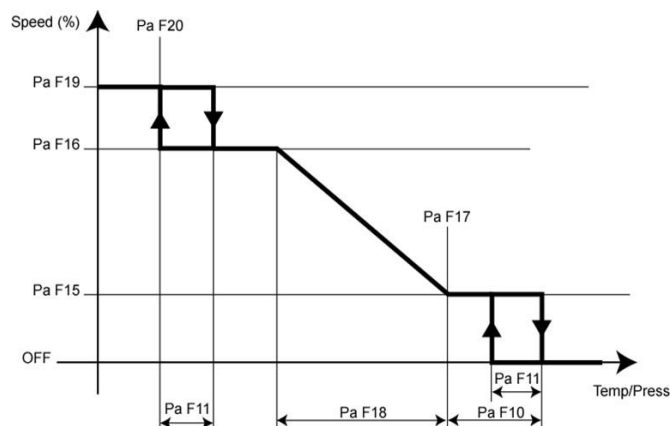 Speed (%)
Pa F20
Pa F19
Pa F16
Pa F17
Pa F15
OFF
Pa F11
Temp/Press
Pa F11
Pa F18
Pa F10